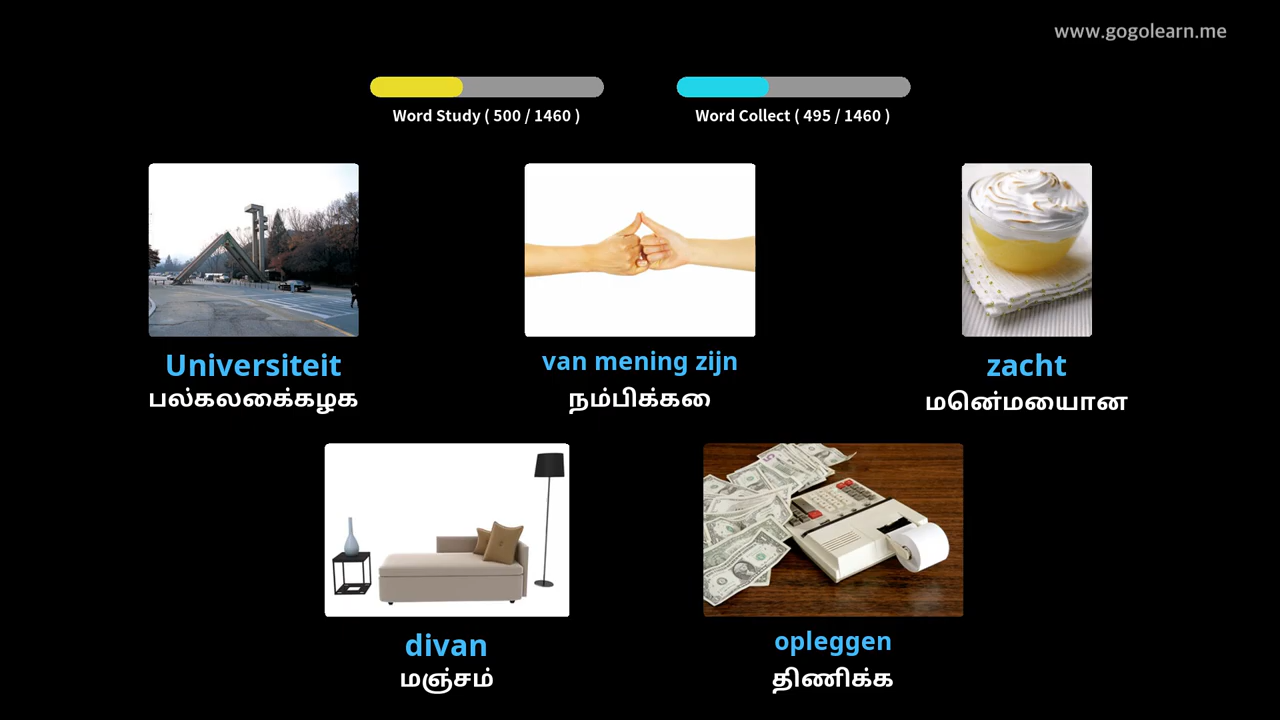 www.gogolearn.me
Word Study ( 500 / 1460 )
Word Collect ( 495 / 1460 )
Universiteit
பல்கலைக்கழக
van mening zijn
நம்பிக்கை
zacht
மென்மையான
divan
மஞ்சம்
opleggen
திணிக்க